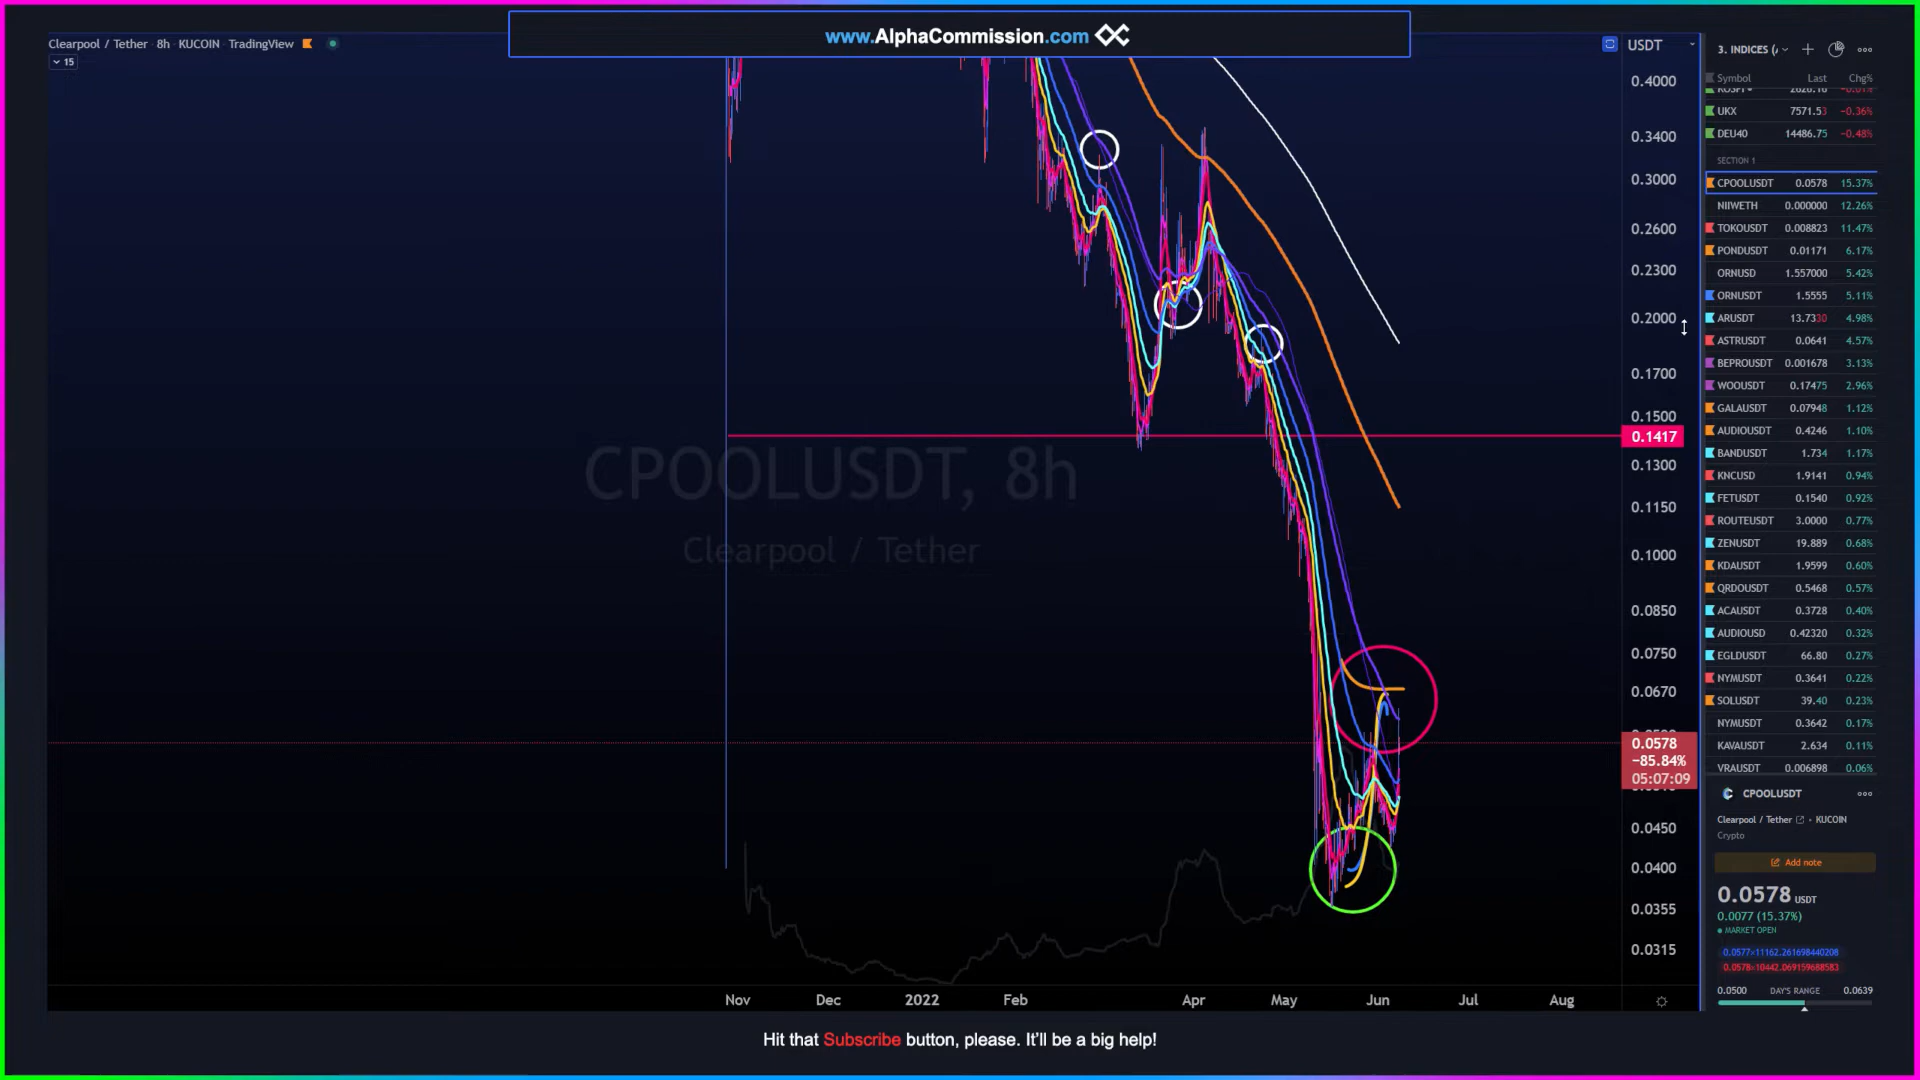 www.AlphaCommission.com
Clearpool / Tether 8h KUCOIN TradingView
15
USDT
0.4000
0.3400
0.3000
0.2600
0.2300
0.2000
0.1700
0.1500
0.1417
0.1300
0.1150
0.1000
0.0850
0.0750
0.0670
0.0578
−85.84%
05:07:09
0.0450
0.0400
0.0355
0.0315
CPOOLUSDT, 8h
Clearpool / Tether
Nov Dec 2022 Feb Apr May Jun Jul Aug
3. INDICES (
Symbol Last Chg%
UKX 7571.53 −0.36%
DEU40 14486.75 −0.48%
SECTION 1
CPOOLUSDT 0.0578 15.37%
NIIWETH 0.000000 12.26%
TOKOUSDT 0.008823 11.47%
PONDUSDT 0.01171 6.17%
ORNUSD 1.557000 5.42%
ORNUSDT 1.5555 5.11%
ARUSDT 13.7330 4.98%
ASTRUSDT 0.0641 4.57%
BEPROUSDT 0.001678 3.13%
WOOUSDT 0.17475 2.96%
GALAUSDT 0.07948 1.12%
AUDIOUSDT 0.4246 1.10%
BANDUSDT 1.734 1.17%
KNCUSD 1.9141 0.94%
FETUSDT 0.1540 0.92%
ROUTEUSDT 3.0000 0.77%
ZENUSDT 19.889 0.68%
KDAUSDT 1.9599 0.60%
QRDOUSDT 0.5468 0.57%
ACAUSDT 0.3728 0.40%
AUDIOUSD 0.42320 0.32%
EGLDUSDT 66.80 0.27%
NYMUSDT 0.3641 0.22%
SOLUSDT 39.40 0.23%
NYMUSDT 0.3642 0.17%
KAVAUSDT 2.634 0.11%
VRAUSDT 0.006898 0.06%
CPOOLUSDT
Clearpool / Tether • KUCOIN
Crypto
Add note
0.0578 USDT
0.0077 (15.37%)
MARKET OPEN
0.0577×11162.261698440208
0.0578×10442.069159688583
0.0500 DAY'S RANGE 0.0639
Hit that Subscribe button, please. It'll be a big help!